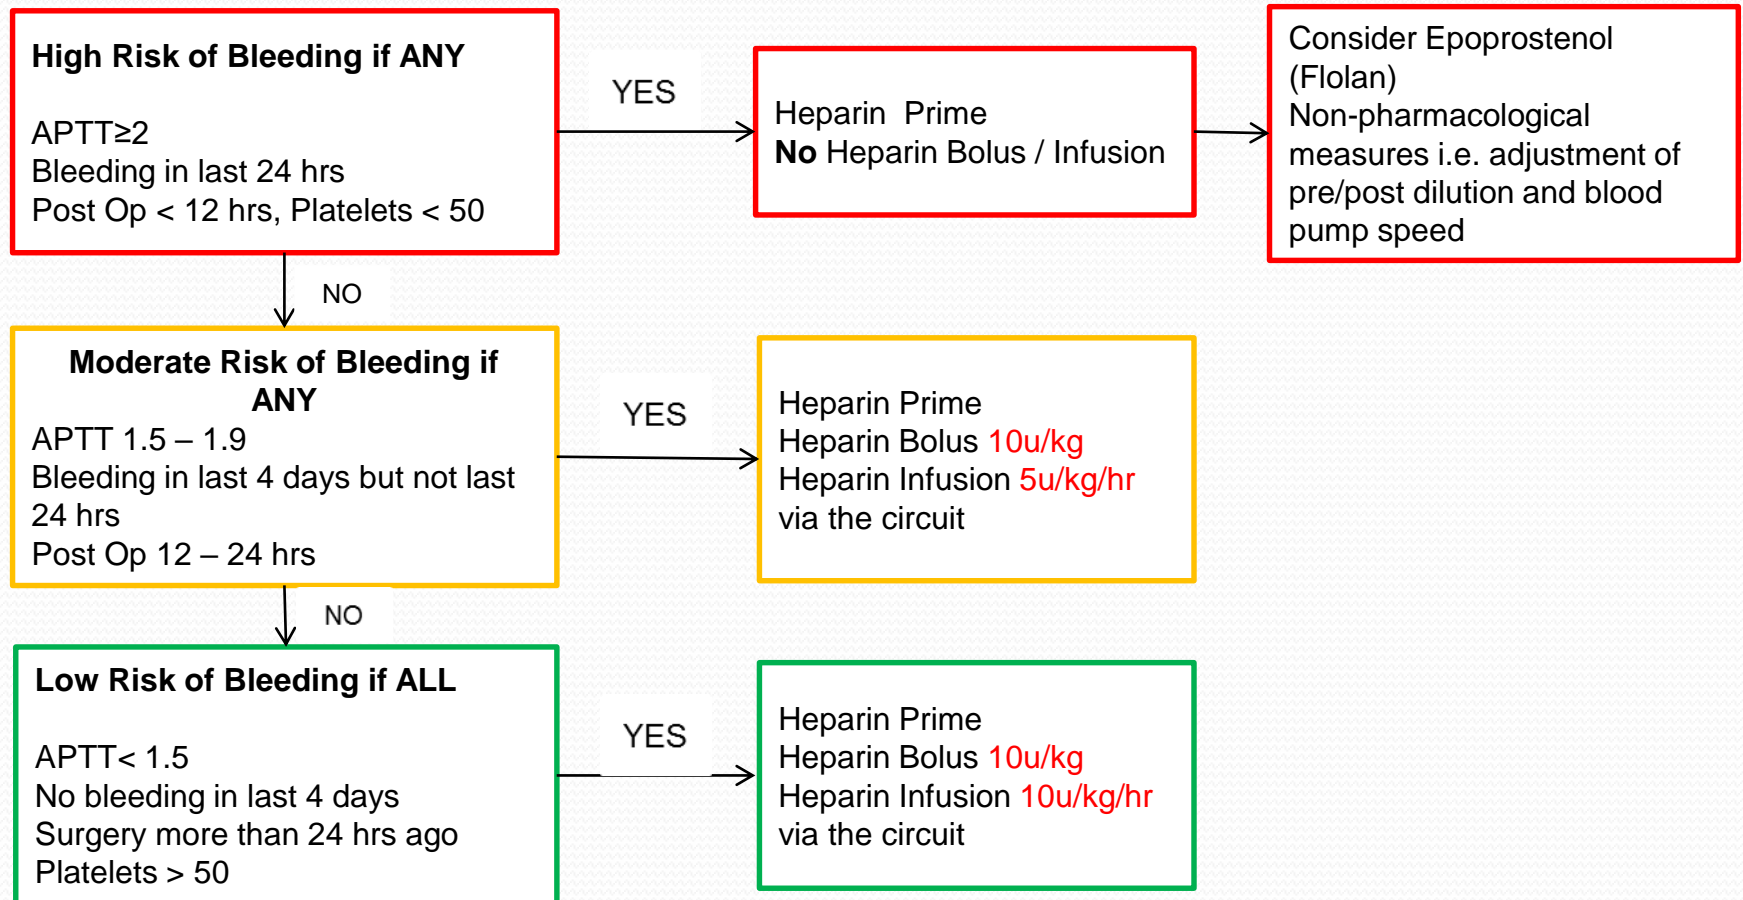 High Risk of Bleeding if ANY
APTT≥2
Bleeding in last 24 hrs
Post Op < 12 hrs, Platelets < 50
YES
Heparin Prime
No Heparin Bolus / Infusion
Consider Epoprostenol
(Flolan)
Non-pharmacological
measures i.e. adjustment of
pre/post dilution and blood
pump speed
NO
Moderate Risk of Bleeding if
ANY
APTT 1.5 – 1.9
Bleeding in last 4 days but not last
24 hrs
Post Op 12 – 24 hrs
YES
Heparin Prime
Heparin Bolus 10u/kg
Heparin Infusion 5u/kg/hr
via the circuit
NO
Low Risk of Bleeding if ALL
APTT< 1.5
No bleeding in last 4 days
Surgery more than 24 hrs ago
Platelets > 50
YES
Heparin Prime
Heparin Bolus 10u/kg
Heparin Infusion 10u/kg/hr
via the circuit